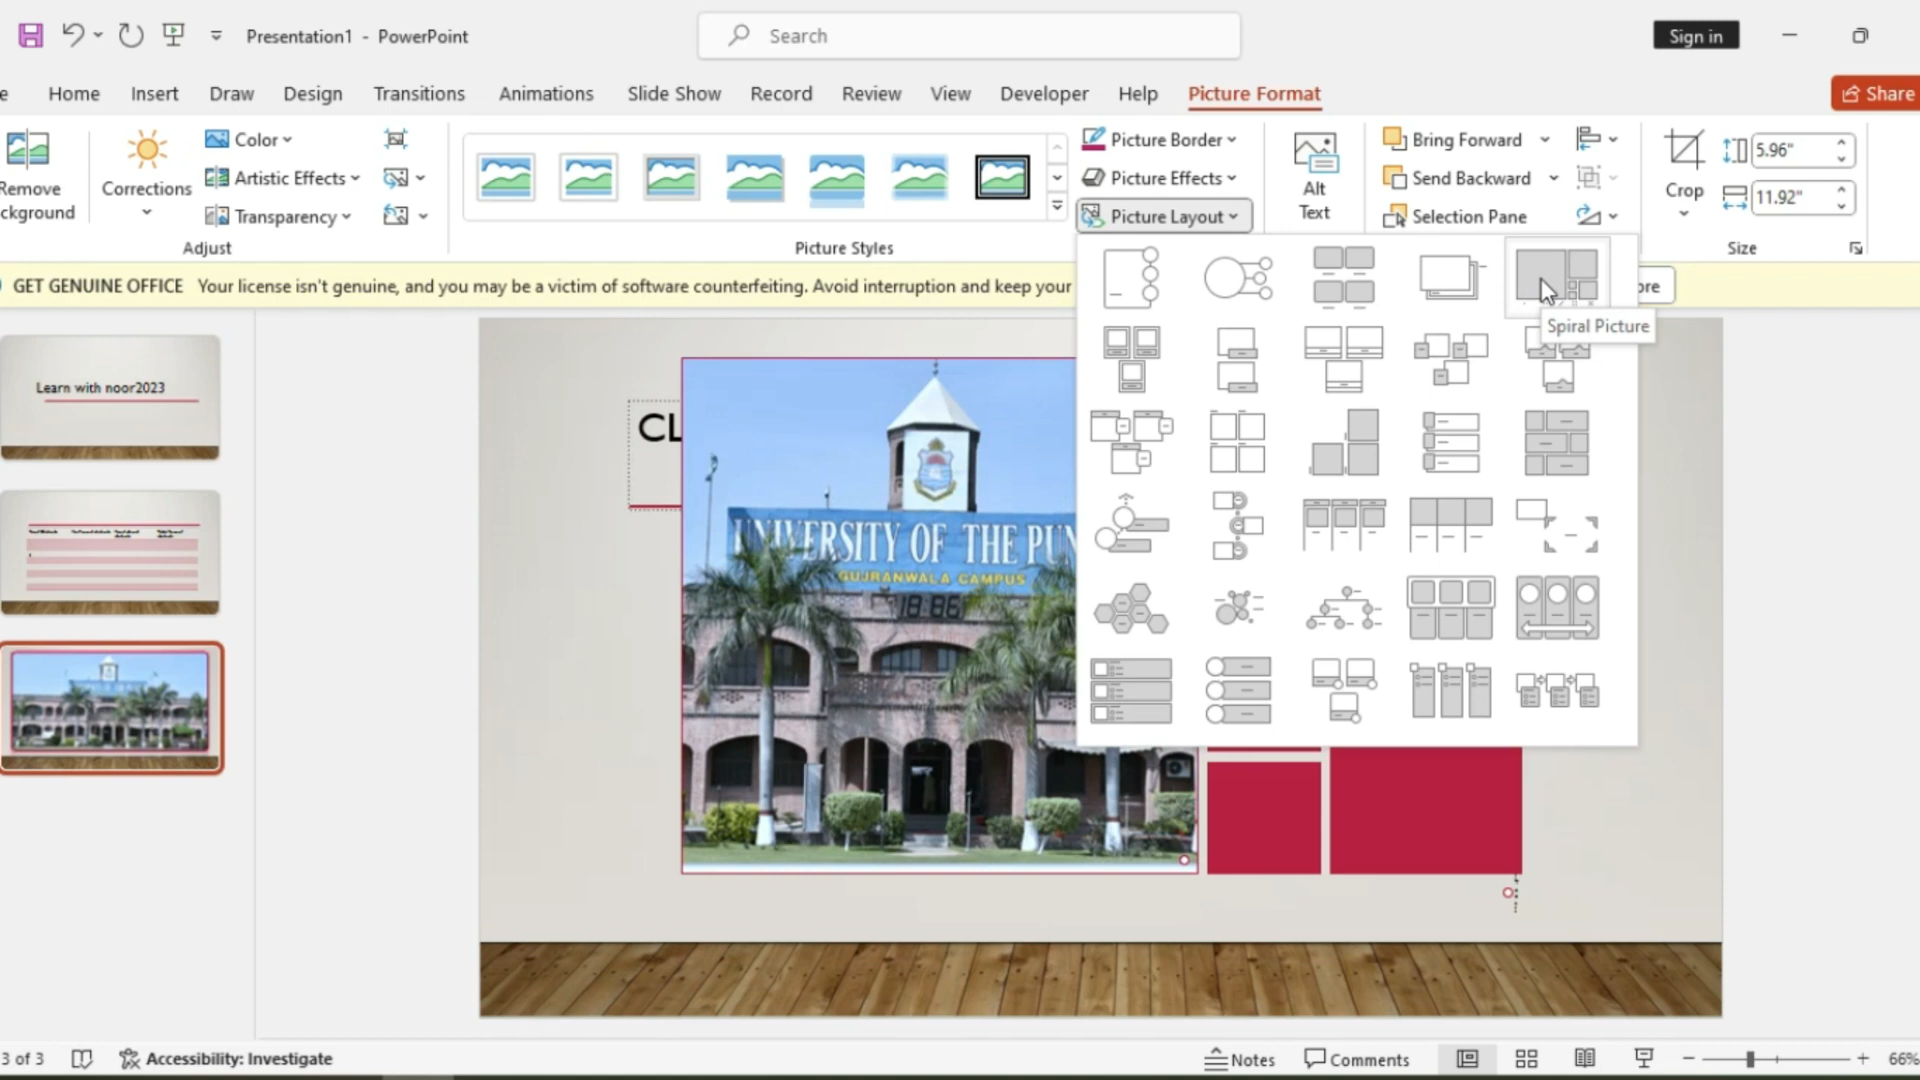 Presentation1 - PowerPoint
Search
Sign in
e
Home
Insert
Draw
Design
Transitions
Animations
Slide Show
Record
Review
View
Developer
Help
Picture Format
Share
Remove
ckground
Corrections
Color
Artistic Effects
Transparency
Adjust
Picture Styles
Picture Border
Picture Effects
Picture Layout
Alt
Text
Bring Forward
Send Backward
Selection Pane
Crop
5.96"
11.92"
Size
GET GENUINE OFFICE Your license isn't genuine, and you may be a victim of software counterfeiting. Avoid interruption and keep your
ore
Spiral Picture
Learn with noor2023
CL
UNIVERSITY OF THE PUN
GUJRANWALA CAMPUS
18:86
3 of 3
Accessibility: Investigate
Notes
Comments
66%